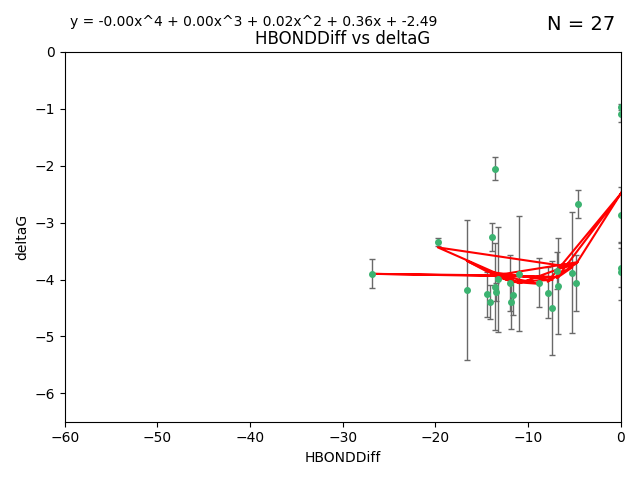 y = -0.00x^4 + 0.00x^3 + 0.02x^2 + 0.36x + -2.49
N = 27
HBONDDiff vs deltaG
0
−1
−2
−3
−4
−5
−6
deltaG
−60
−50
−40
−30
−20
−10
0
HBONDDiff